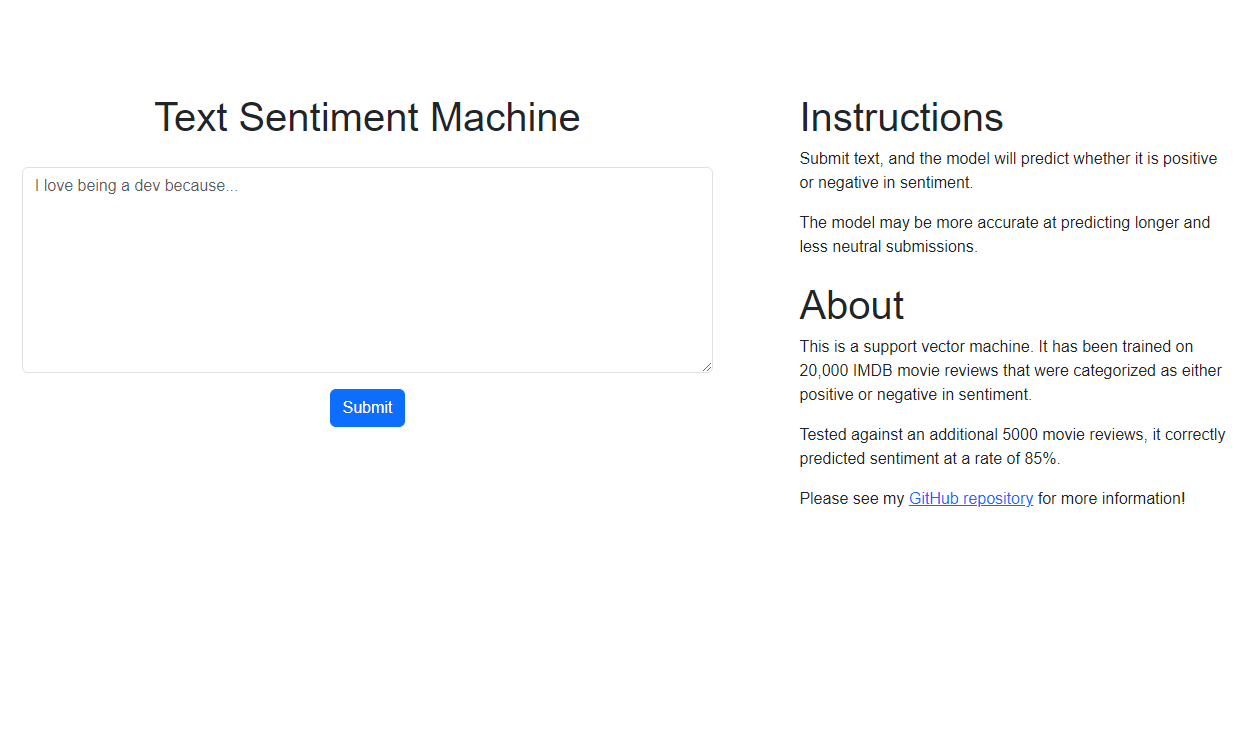 Text Sentiment Machine
I love being a dev because...
Submit
Instructions
Submit text, and the model will predict whether it is positive
or negative in sentiment.
The model may be more accurate at predicting longer and
less neutral submissions.
About
This is a support vector machine. It has been trained on
20,000 IMDB movie reviews that were categorized as either
positive or negative in sentiment.
Tested against an additional 5000 movie reviews, it correctly
predicted sentiment at a rate of 85%.
Please see my GitHub repository for more information!